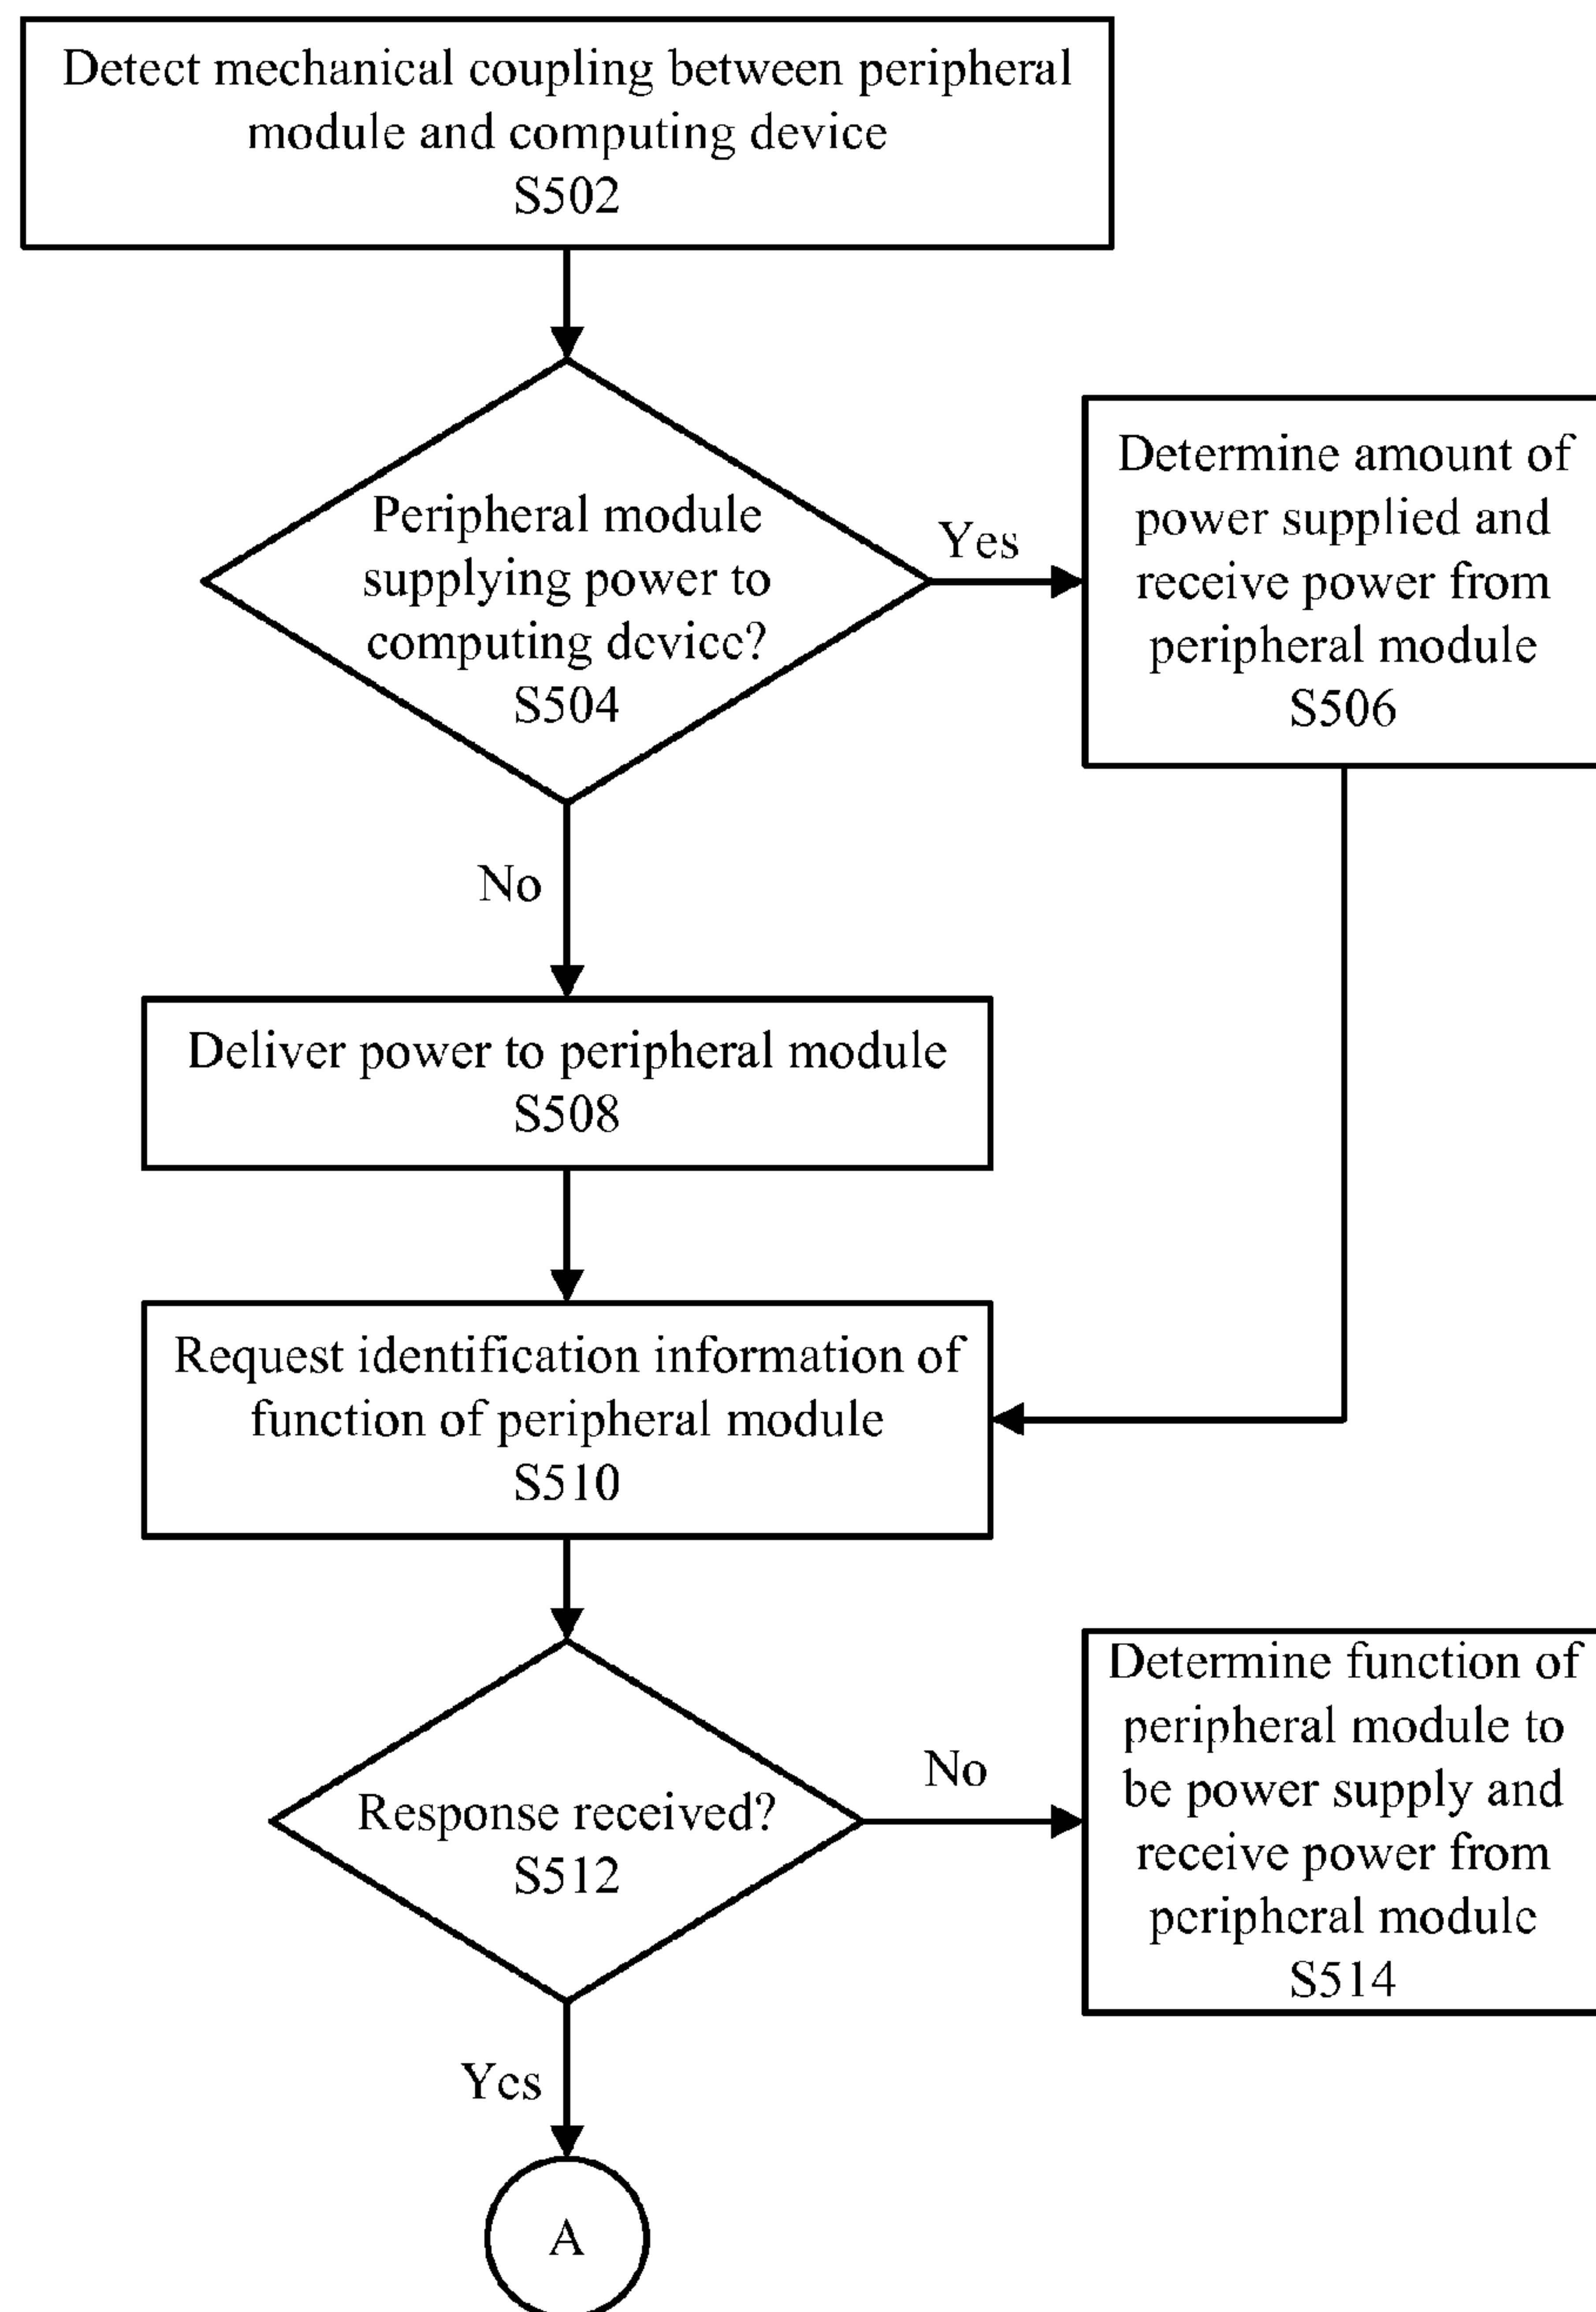 Detect mechanical coupling between peripheral
module and computing device
S502
Peripheral module
supplying power to
computing device?
S504
Yes
Determine amount of
power supplied and
receive power from
peripheral module
S506
No
Deliver power to peripheral module
S508
Request identification information of
function of peripheral module
S510
Response received?
S512
No
Determine function of
peripheral module to
be power supply and
receive power from
peripheral module
S514
Yes
A